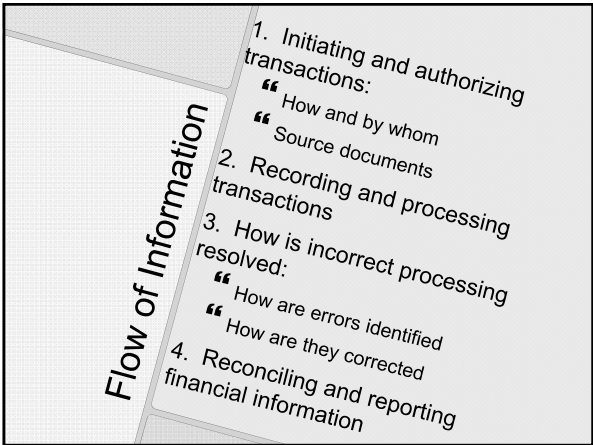 Flow of Information
1. Initiating and authorizing
transactions:
❝ How and by whom
❝ Source documents
2. Recording and processing
transactions
3. How is incorrect processing
resolved:
❝ How are errors identified
❝ How are they corrected
4. Reconciling and reporting
financial information